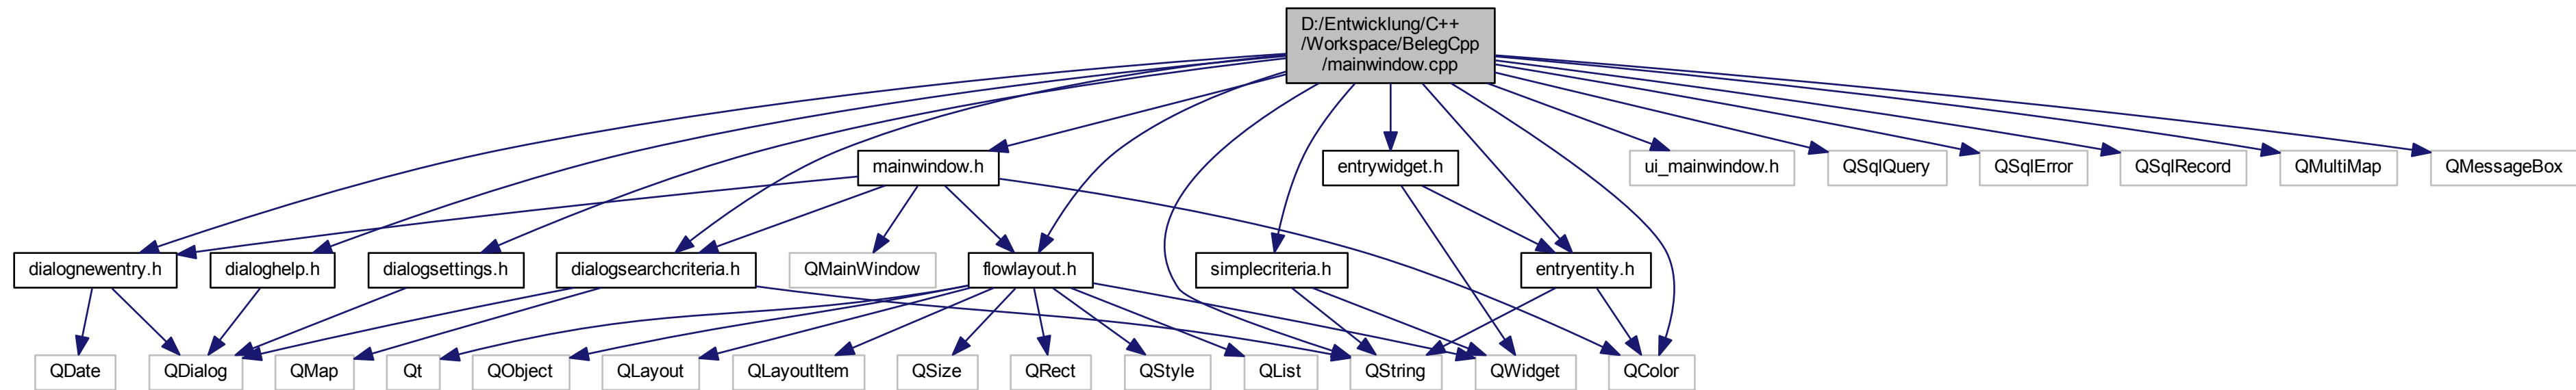 D:/Entwicklung/C++
/Workspace/BelegCpp
/mainwindow.cpp
mainwindow.h
entrywidget.h
ui_mainwindow.h
QSqlQuery
QSqlError
QSqlRecord
QMultiMap
QMessageBox
dialognewentry.h
dialoghelp.h
dialogsettings.h
dialogsearchcriteria.h
QMainWindow
flowlayout.h
simplecriteria.h
entryentity.h
QDate
QDialog
QMap
Qt
QObject
QLayout
QLayoutItem
QSize
QRect
QStyle
QList
QString
QWidget
QColor